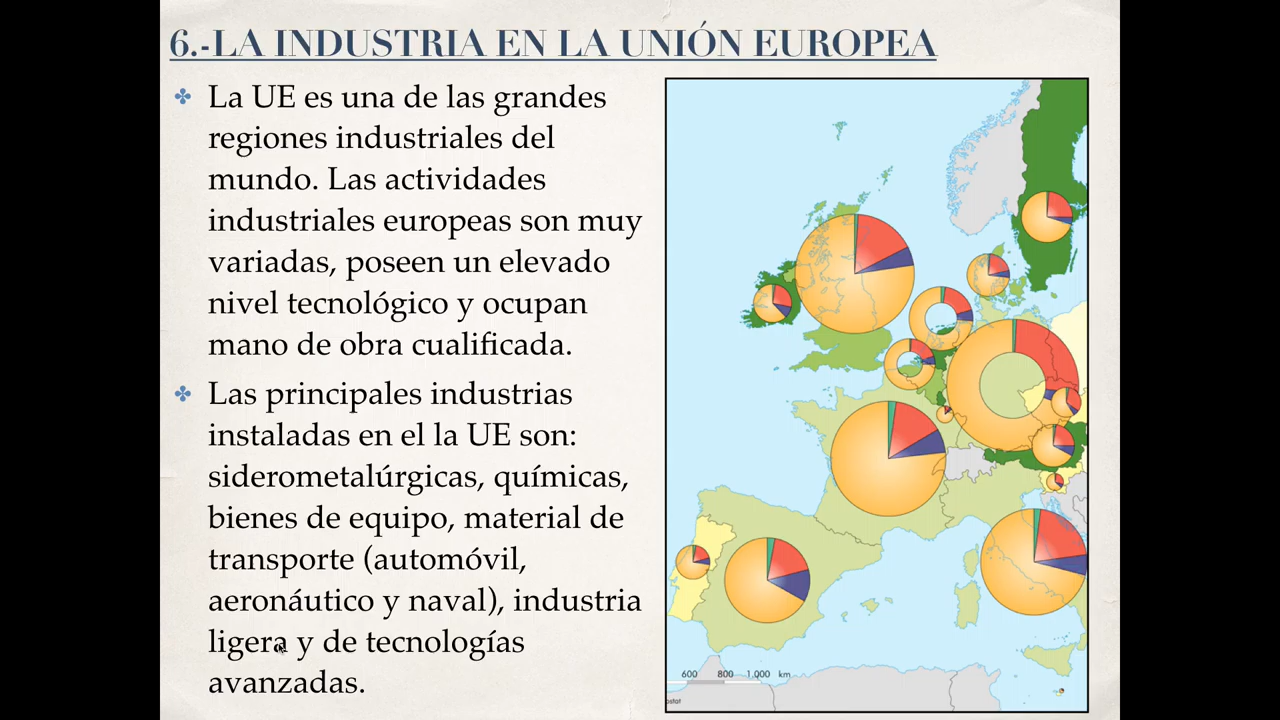 6.-LA INDUSTRIA EN LA UNIÓN EUROPEA
La UE es una de las grandes
regiones industriales del
mundo. Las actividades
industriales europeas son muy
variadas, poseen un elevado
nivel tecnológico y ocupan
mano de obra cualificada.
Las principales industrias
instaladas en el la UE son:
siderometalúrgicas, químicas,
bienes de equipo, material de
transporte (automóvil,
aeronáutico y naval), industria
ligera y de tecnologías
avanzadas.
600 800 1,000 km
ostat